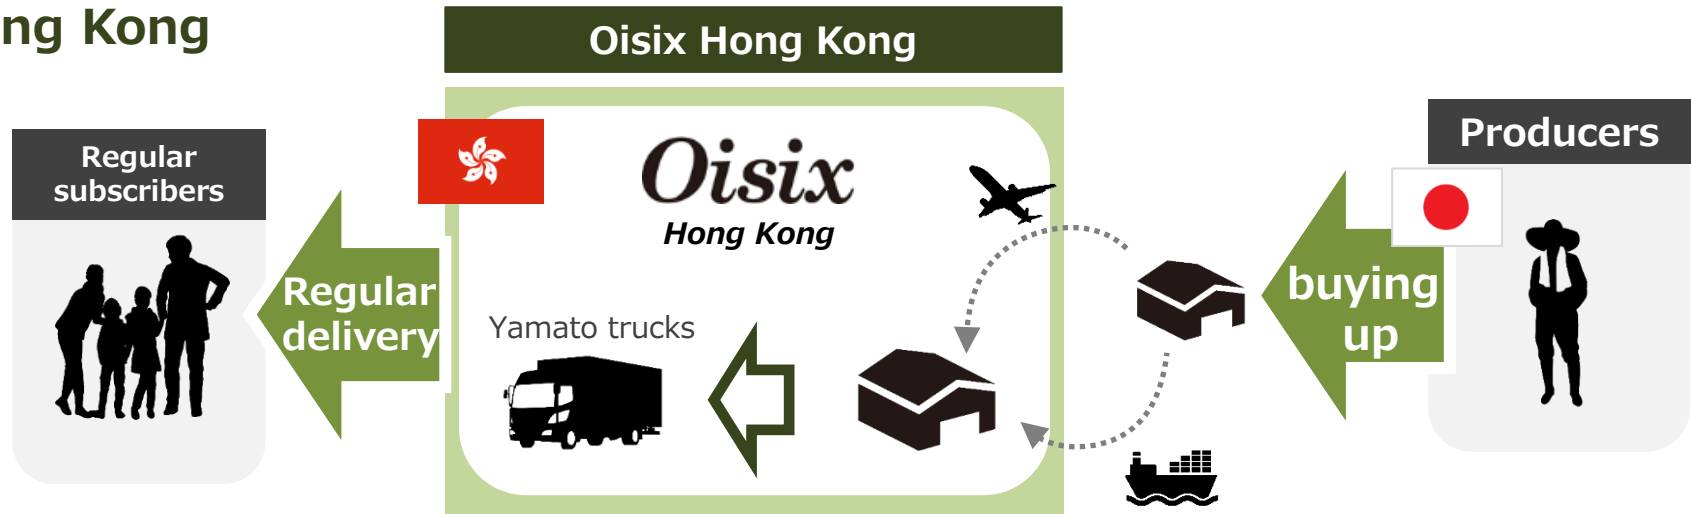 ng Kong
Oisix Hong Kong
Regular
subscribers
Oisix
Hong Kong
Producers
Regular
delivery
Yamato trucks
buying
up